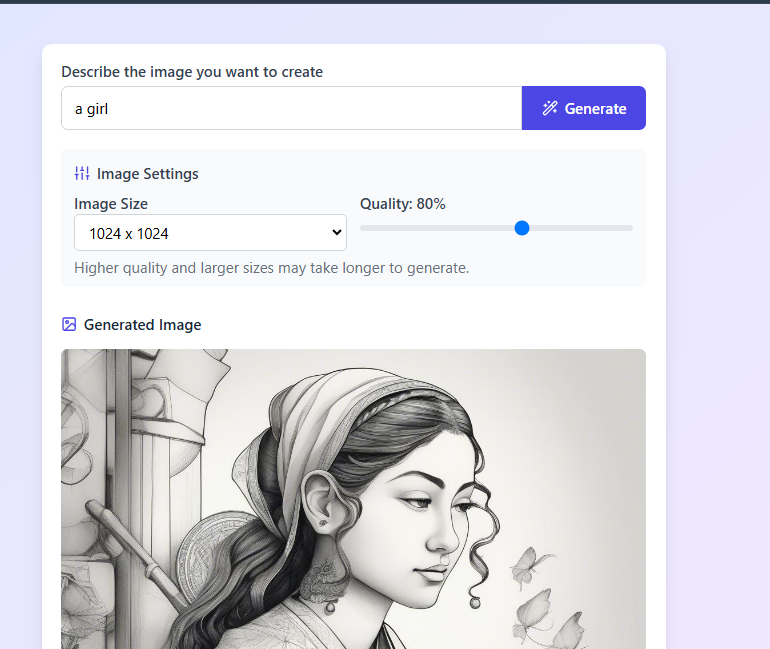 Describe the image you want to create
a girl
Generate
Image Settings
Image Size
Quality: 80%
1024 x 1024
Higher quality and larger sizes may take longer to generate.
Generated Image